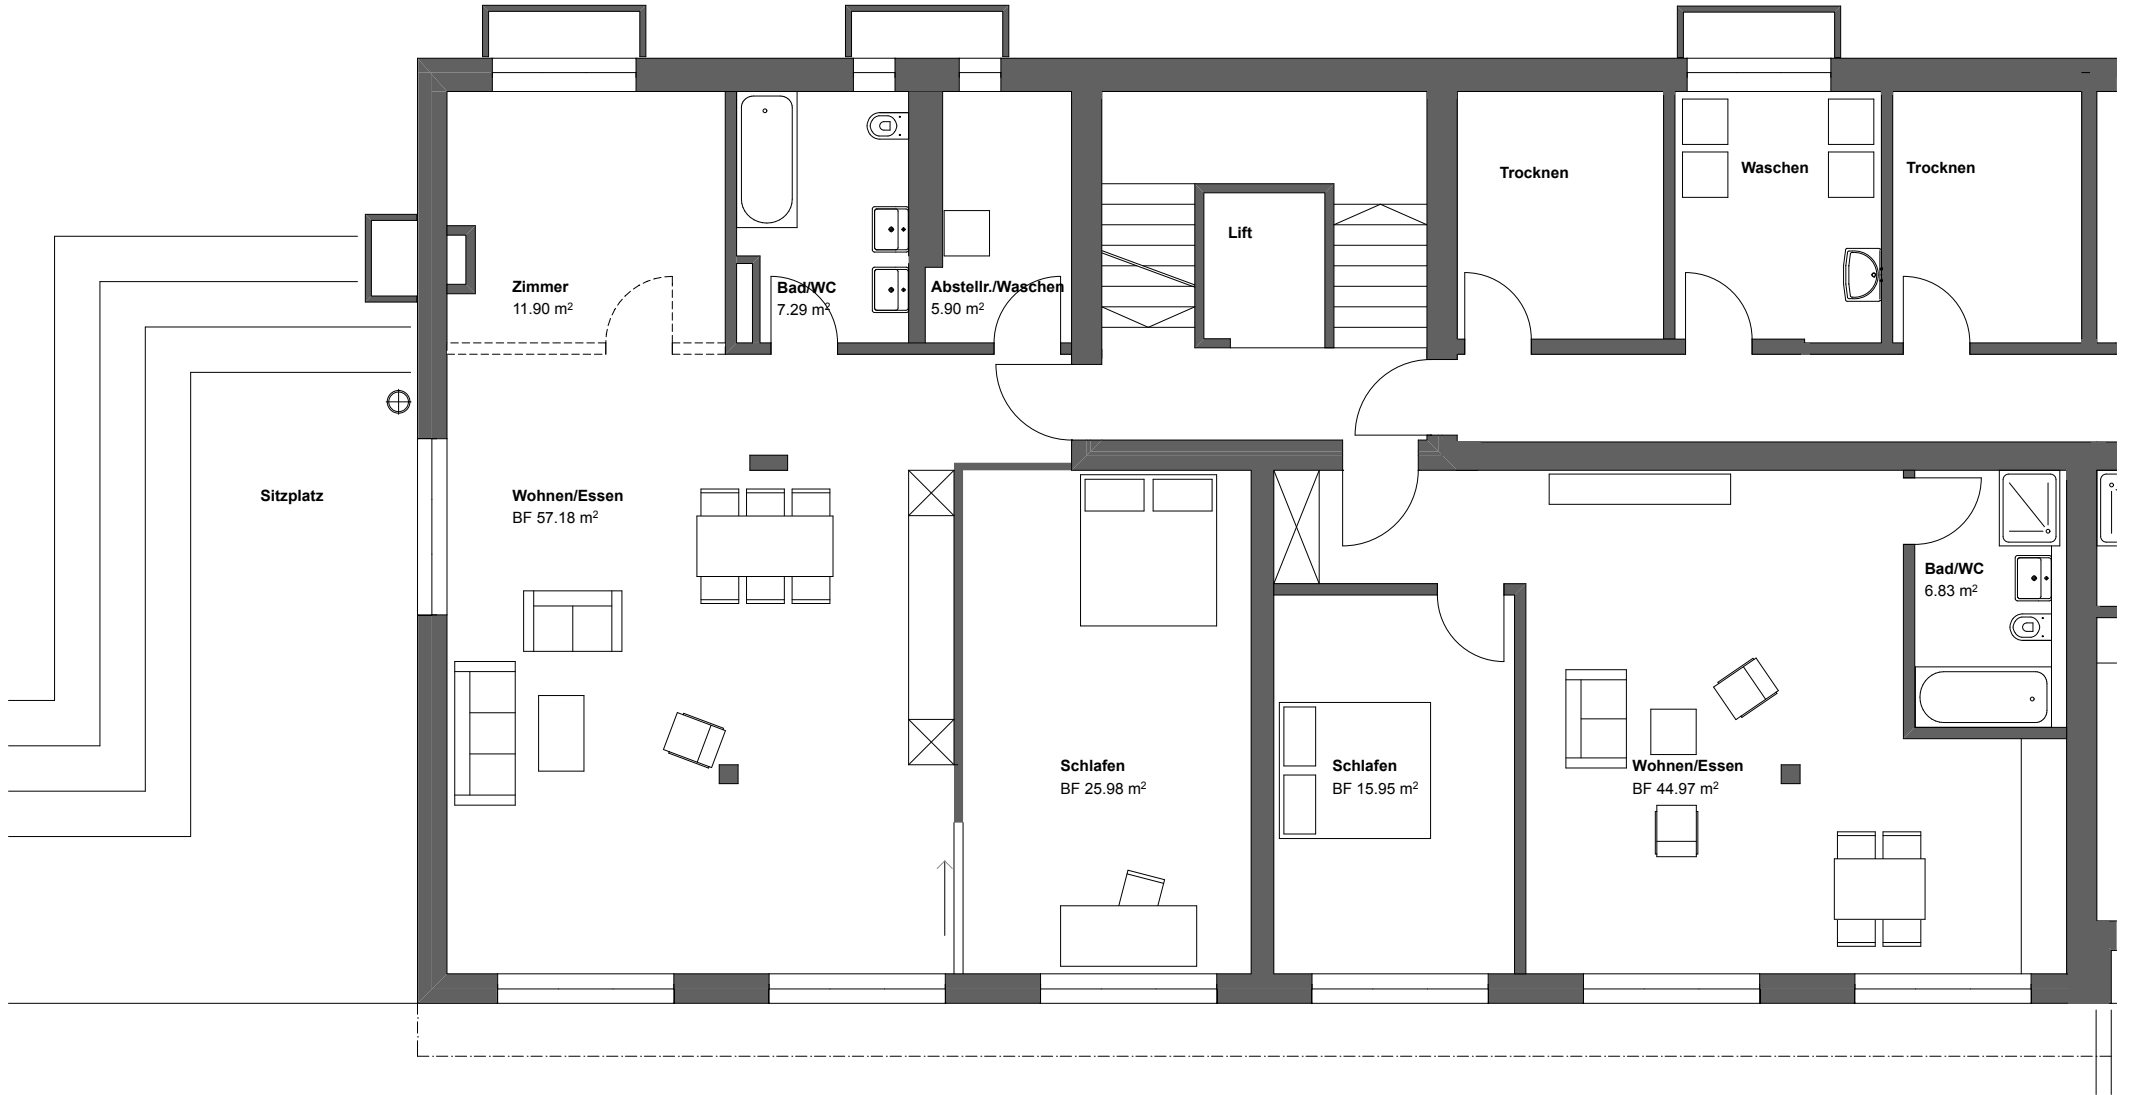 Trocknen
Waschen
Trocknen
Lift
Zimmer
11.90 m²
Bad/WC
7.29 m²
Abstellr./Waschen
5.90 m²
Sitzplatz
Wohnen/Essen
BF 57.18 m²
Bad/WC
6.83 m²
Schlafen
BF 25.98 m²
Schlafen
BF 15.95 m²
Wohnen/Essen
BF 44.97 m²